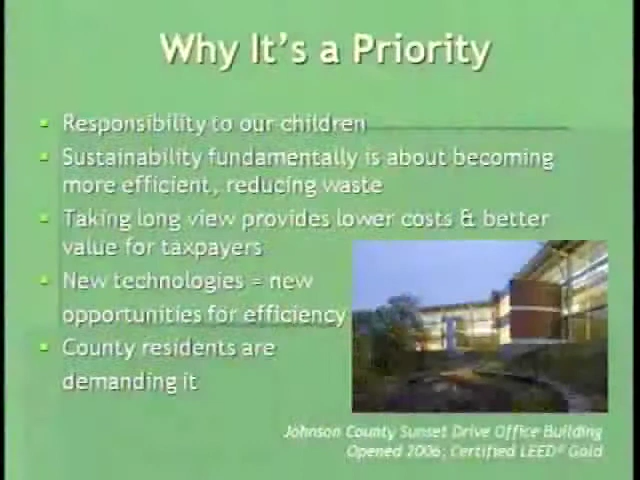 Why It's a Priority
Responsibility to our children
Sustainability fundamentally is about becoming
more efficient, reducing waste
Taking long view provides lower costs & better
value for taxpayers
New technologies = new
opportunities for efficiency
County residents are
demanding it
Johnson County Sunset Drive Office Building
Opened 2006; Certified LEED® Gold